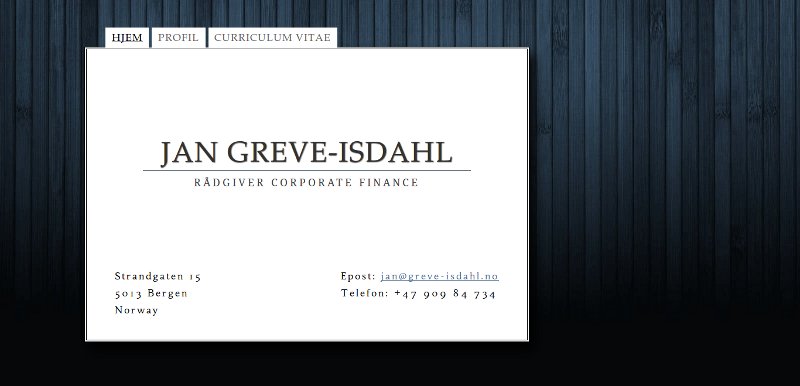 HJEM PROFIL CURRICULUM VITAE
JAN GREVE-ISDAHL
RÅDGIVER CORPORATE FINANCE
Strandgaten 15
5013 Bergen
Norway
Epost: jan@greve-isdahl.no
Telefon: +47 909 84 734